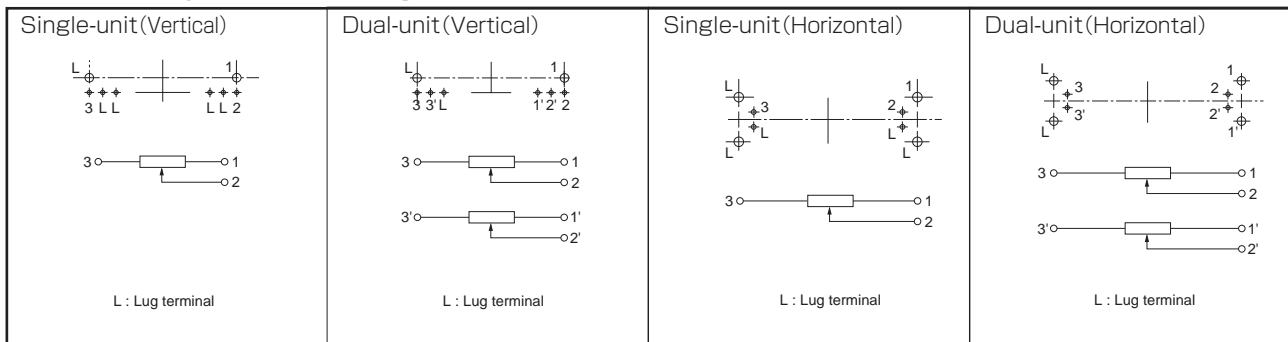 Single-unit(Vertical)
L 1
3 L L L L 2
3 1
2
L : Lug terminal
Dual-unit(Vertical)
L 1
3 3' L 1' 2' 2
3 1
2
3' 1'
2'
L : Lug terminal
Single-unit(Horizontal)
L 1
3 2
L L
L L
3 1
2
L : Lug terminal
Dual-unit(Horizontal)
L 1
3 2
3' 2'
L 1'
3 1
2
3' 1'
2'
L : Lug terminal